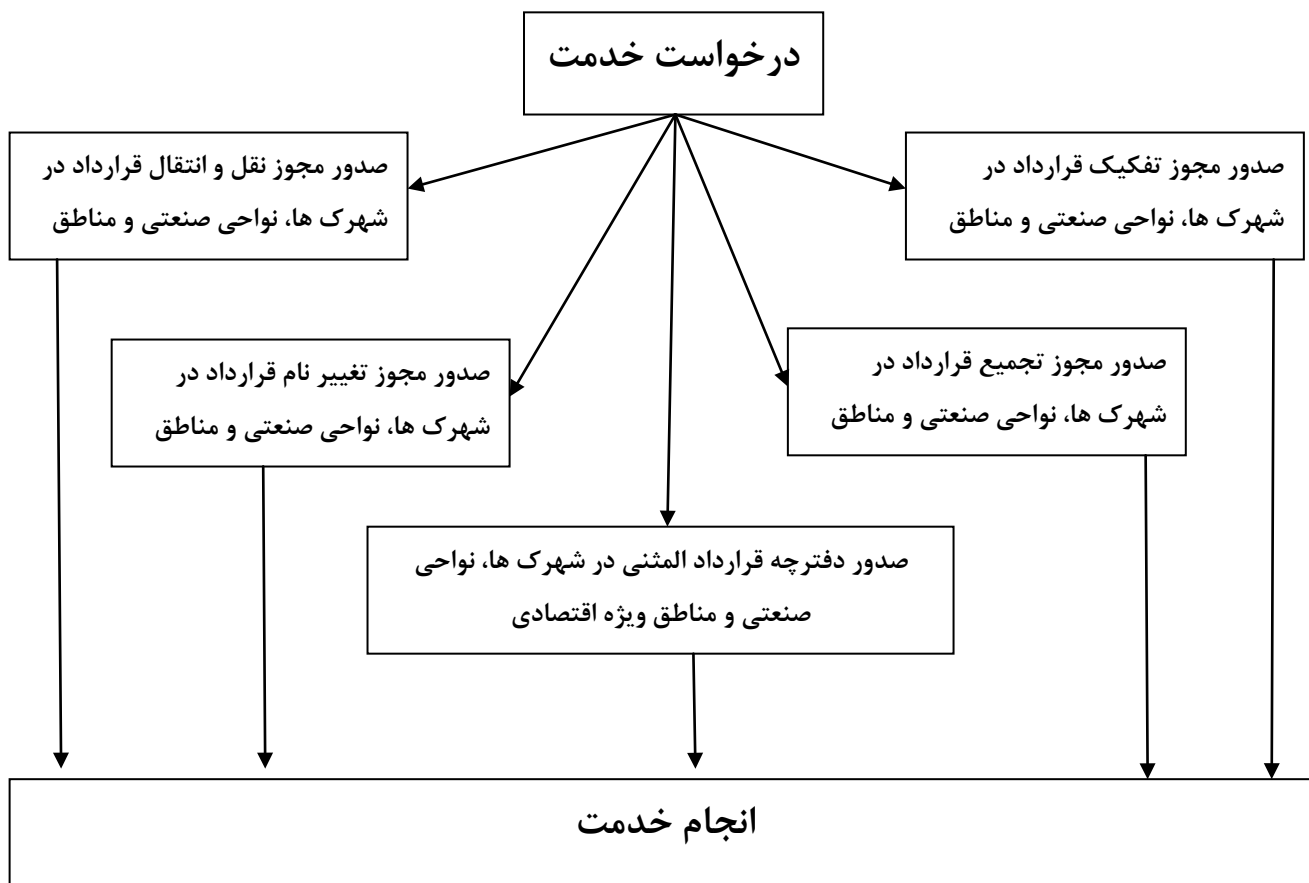 درخواست خدمت
صدور مجوز تفکیک قرارداد در
شهرک ها، نواحی صنعتی و مناطق
صدور مجوز نقل و انتقال قرارداد در
شهرک ها، نواحی صنعتی و مناطق
صدور مجوز تجمیع قرارداد در
شهرک ها، نواحی صنعتی و مناطق
صدور مجوز تغییر نام قرارداد در
شهرک ها، نواحی صنعتی و مناطق
صدور دفترچه قرارداد المثنی در شهرک ها، نواحی
صنعتی و مناطق ویژه اقتصادی
انجام خدمت